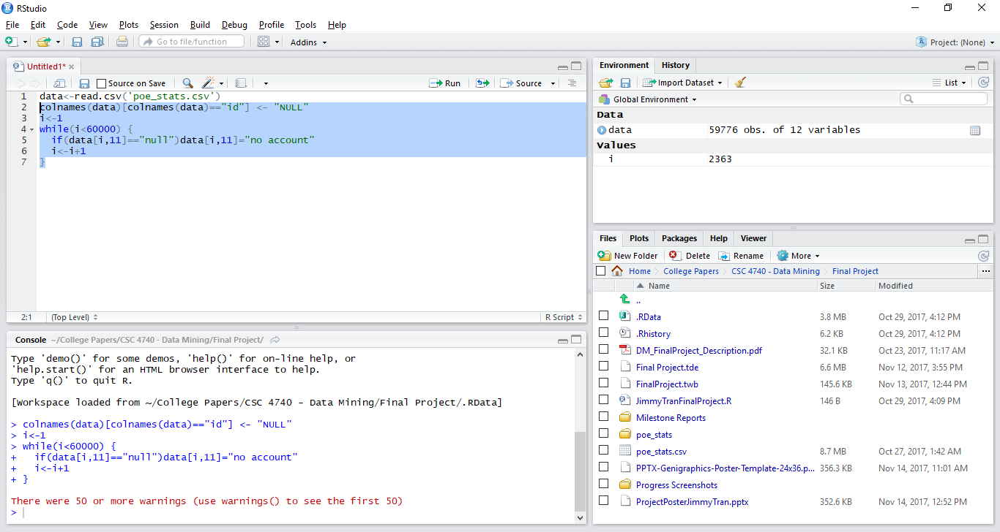 RStudio
File Edit Code View Plots Session Build Debug Profile Tools Help
Go to file/function Addins Project: (None)
Untitled1*
Source on Save Run Source
1 data<-read.csv('poe_stats.csv')
2 colnames(data)[colnames(data)=="id"] <- "NULL"
3 i<-1
4 while(i<60000) {
5 if(data[i,11]=="null")data[i,11]="no account"
6 i<-i+1
7 }
2:1 (Top Level) R Script
Console ~/College Papers/CSC 4740 - Data Mining/Final Project/
Type 'demo()' for some demos, 'help()' for on-line help, or
'help.start()' for an HTML browser interface to help.
Type 'q()' to quit R.
[Workspace loaded from ~/College Papers/CSC 4740 - Data Mining/Final Project/.RData]
> colnames(data)[colnames(data)=="id"] <- "NULL"
> i<-1
> while(i<60000) {
+ if(data[i,11]=="null")data[i,11]="no account"
+ i<-i+1
+ }
There were 50 or more warnings (use warnings() to see the first 50)
>
Environment History
Import Dataset List
Global Environment
Data
data 59776 obs. of 12 variables
Values
i 2363
Files Plots Packages Help Viewer
New Folder Delete Rename More
Home College Papers CSC 4740 - Data Mining Final Project ...
Name Size Modified
..
.RData 3.8 MB Oct 29, 2017, 4:12 PM
.Rhistory 6.2 KB Oct 29, 2017, 4:12 PM
DM_FinalProject_Description.pdf 32.1 KB Oct 23, 2017, 11:17 AM
Final Project.tde 6.6 MB Nov 12, 2017, 3:55 PM
FinalProject.twb 145.6 KB Nov 13, 2017, 12:44 PM
JimmyTranFinalProject.R 146 B Oct 29, 2017, 4:09 PM
Milestone Reports
poe_stats
poe_stats.csv 8.7 MB Oct 27, 2017, 1:42 AM
PPTX-Genigraphics-Poster-Template-24x36.p... 356.3 KB Nov 14, 2017, 11:01 AM
Progress Screenshots
ProjectPosterJimmyTran.pptx 352.6 KB Nov 14, 2017, 12:52 PM